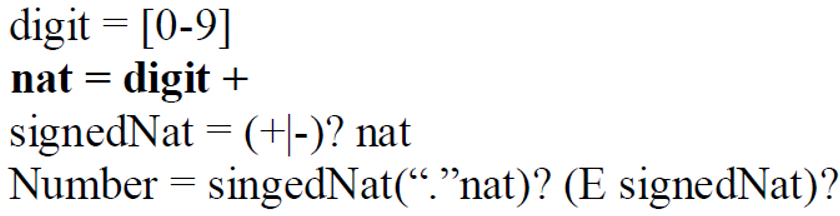 digit = [0-9]
nat = digit +
signedNat = (+|-)? nat
Number = singedNat(“.”nat)? (E signedNat)?